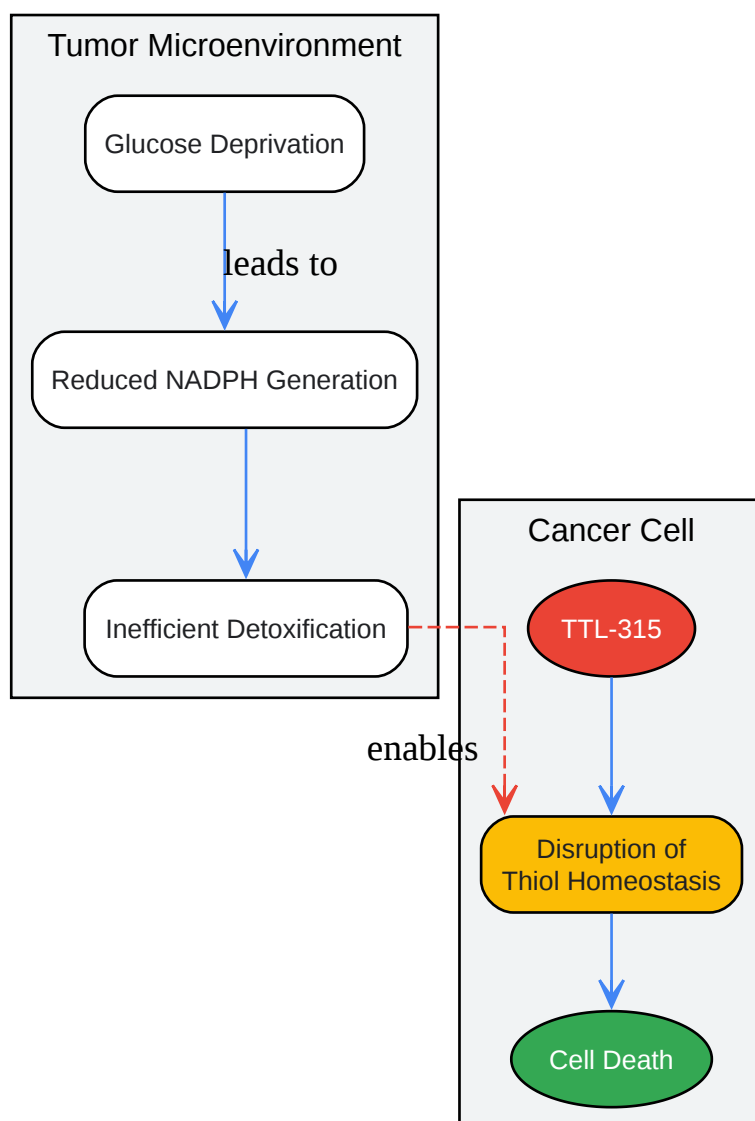 Tumor Microenvironment
Glucose Deprivation
leads to
Reduced NADPH Generation
Inefficient Detoxification
enables
Cancer Cell
TTL-315
Disruption of
Thiol Homeostasis
Cell Death